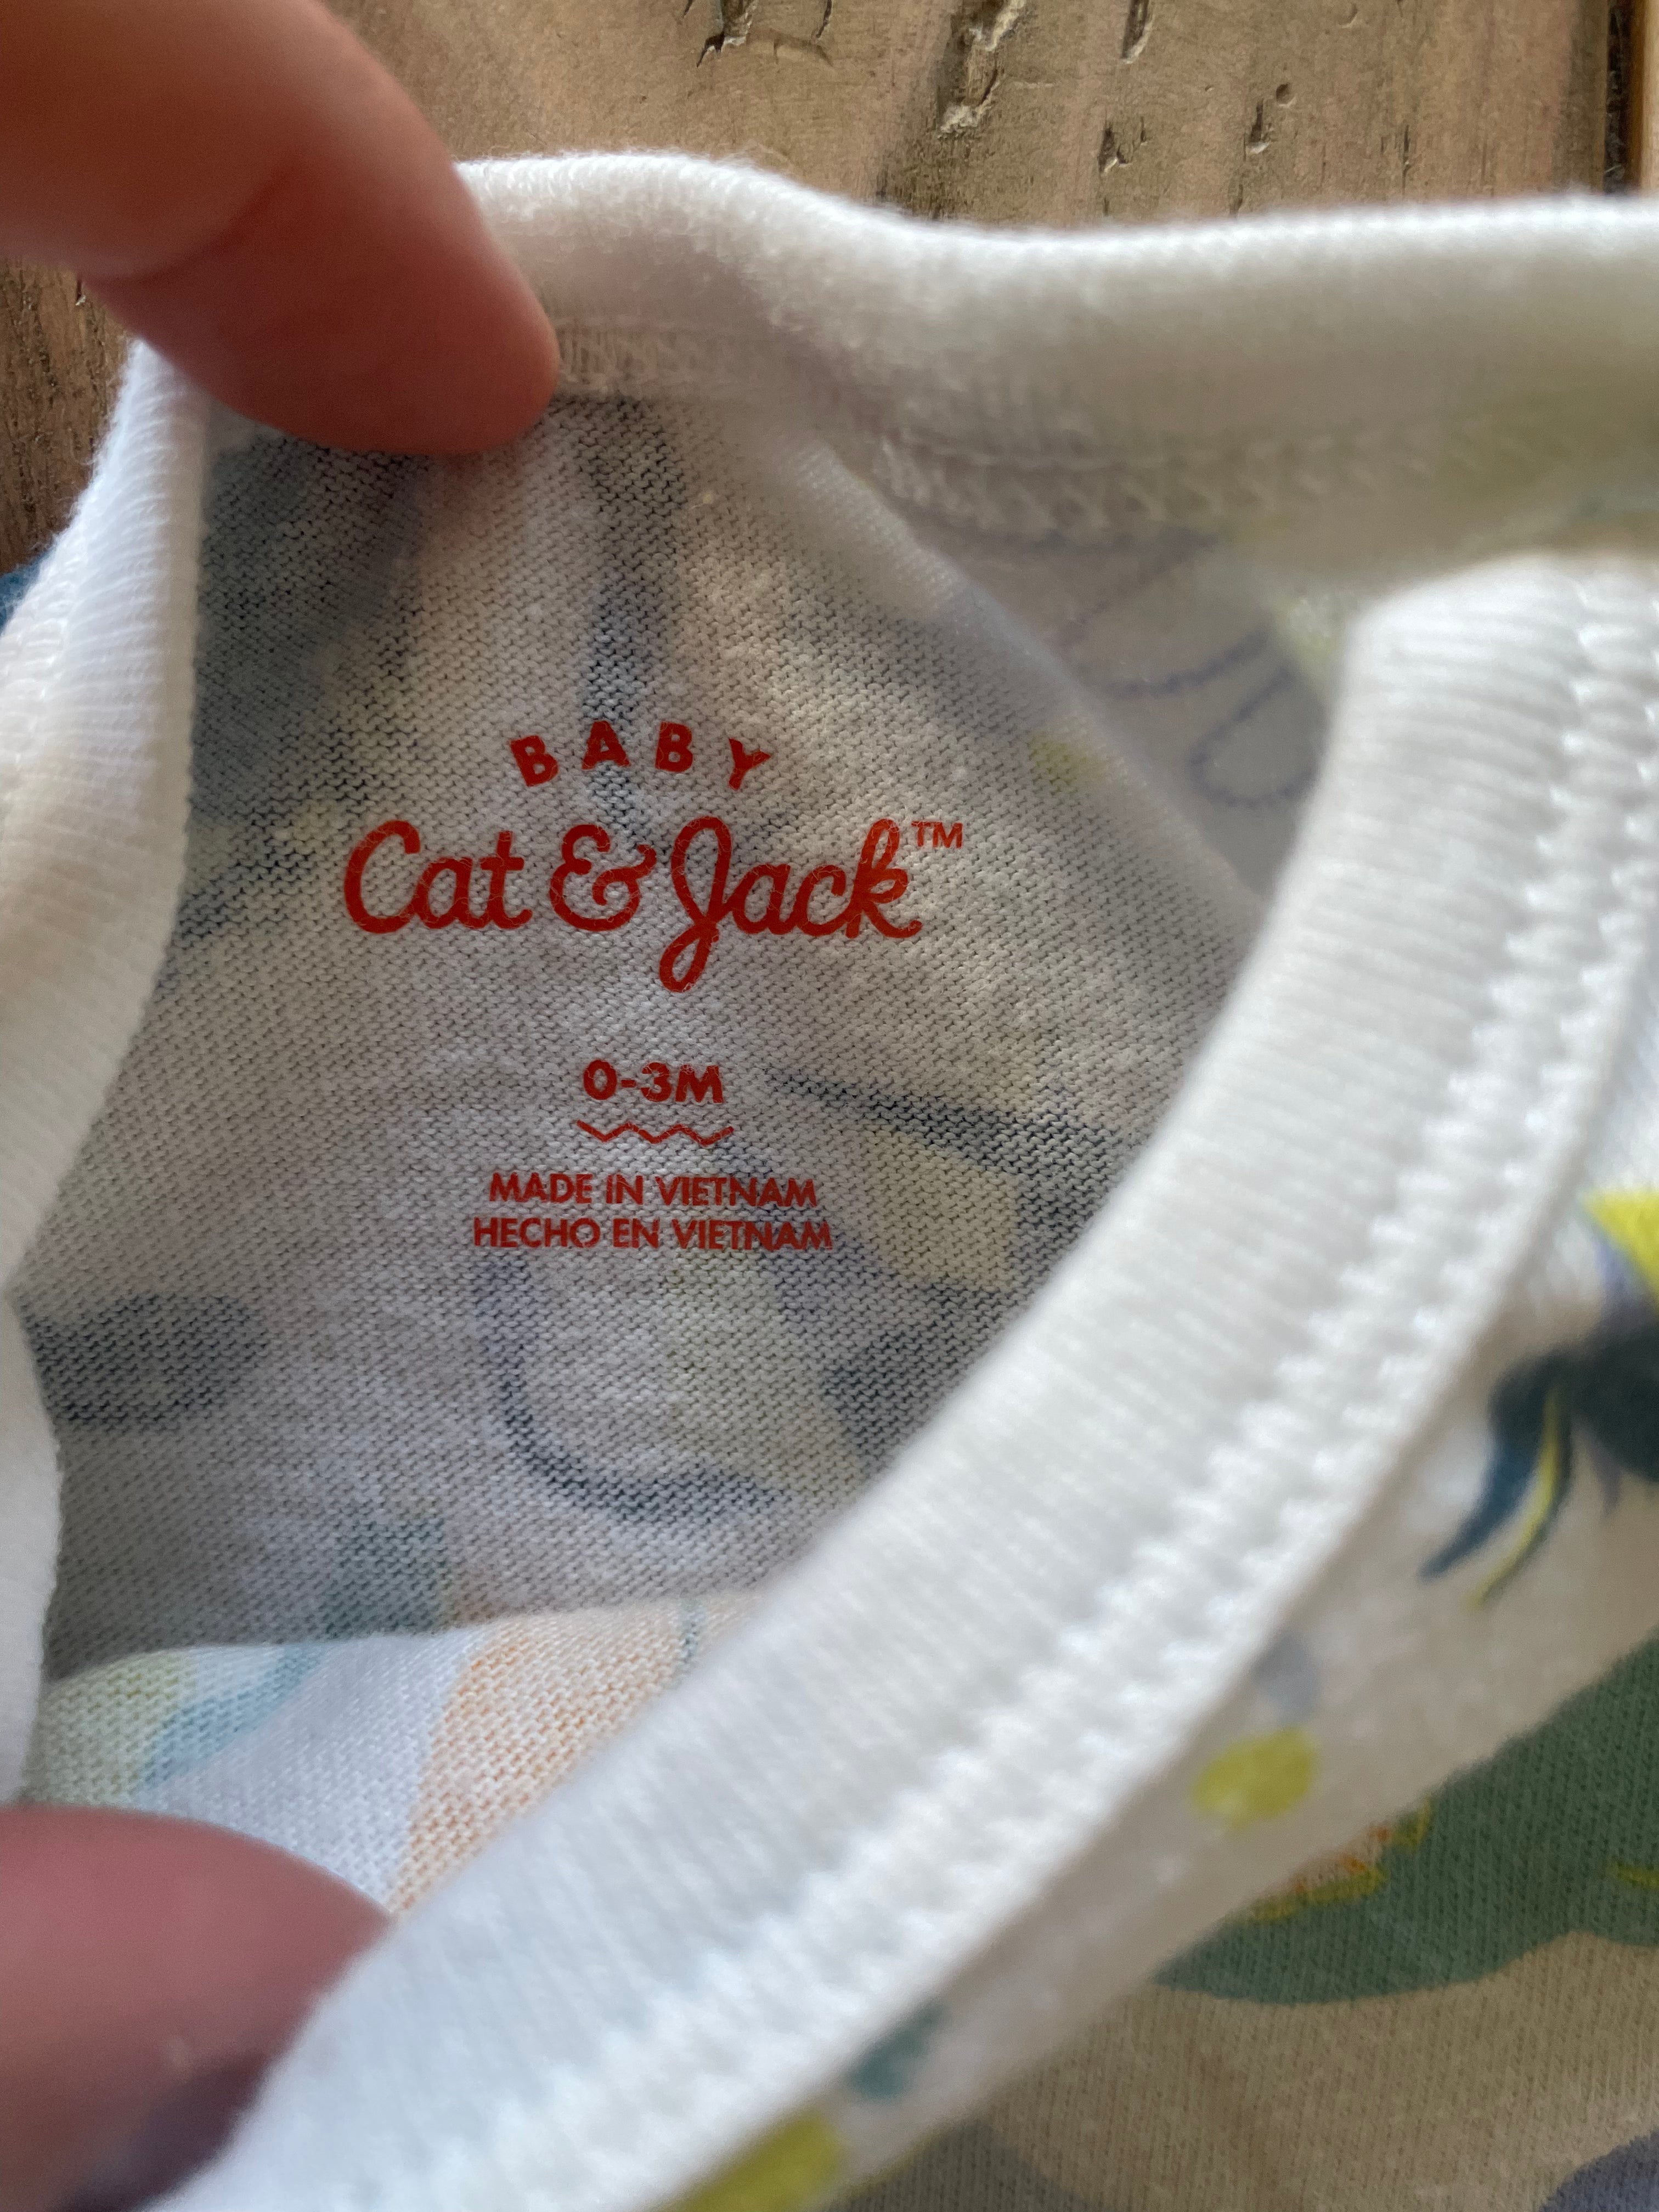 BABY
Cat & Jack™
0-3M
MADE IN VIETNAM
HECHO EN VIETNAM